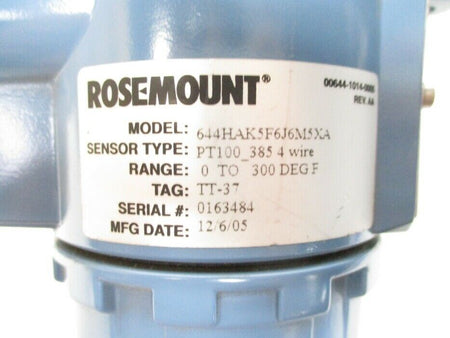 ROSEMOUNT®
00644-1014-0005
REV. AA
MODEL: 644HAK5F6J6M5XA
SENSOR TYPE: PT100_385 4 wire
RANGE: 0 TO 300 DEG F
TAG: TT-37
SERIAL #: 0163484
MFG DATE: 12/6/05